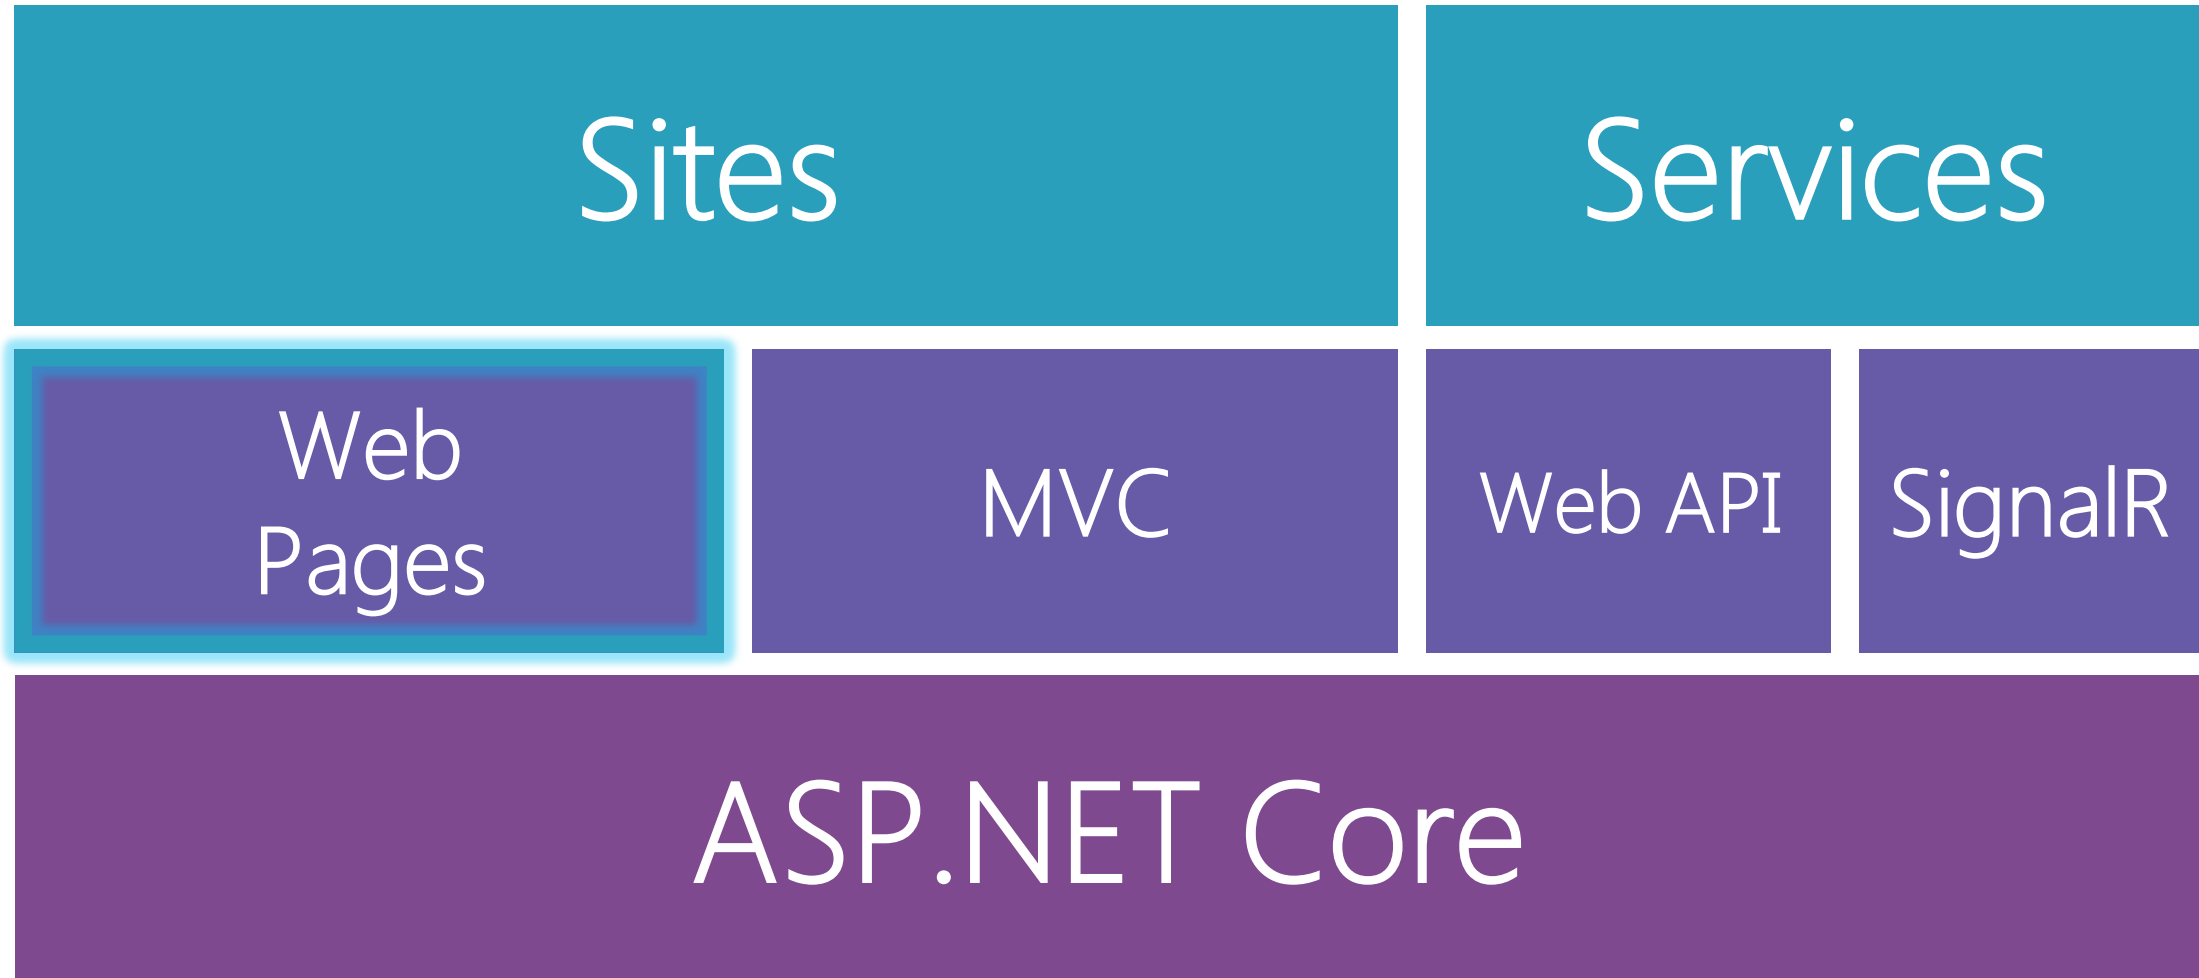 Sites
Services
Web
Pages
MVC
Web API
SignalR
ASP.NET Core